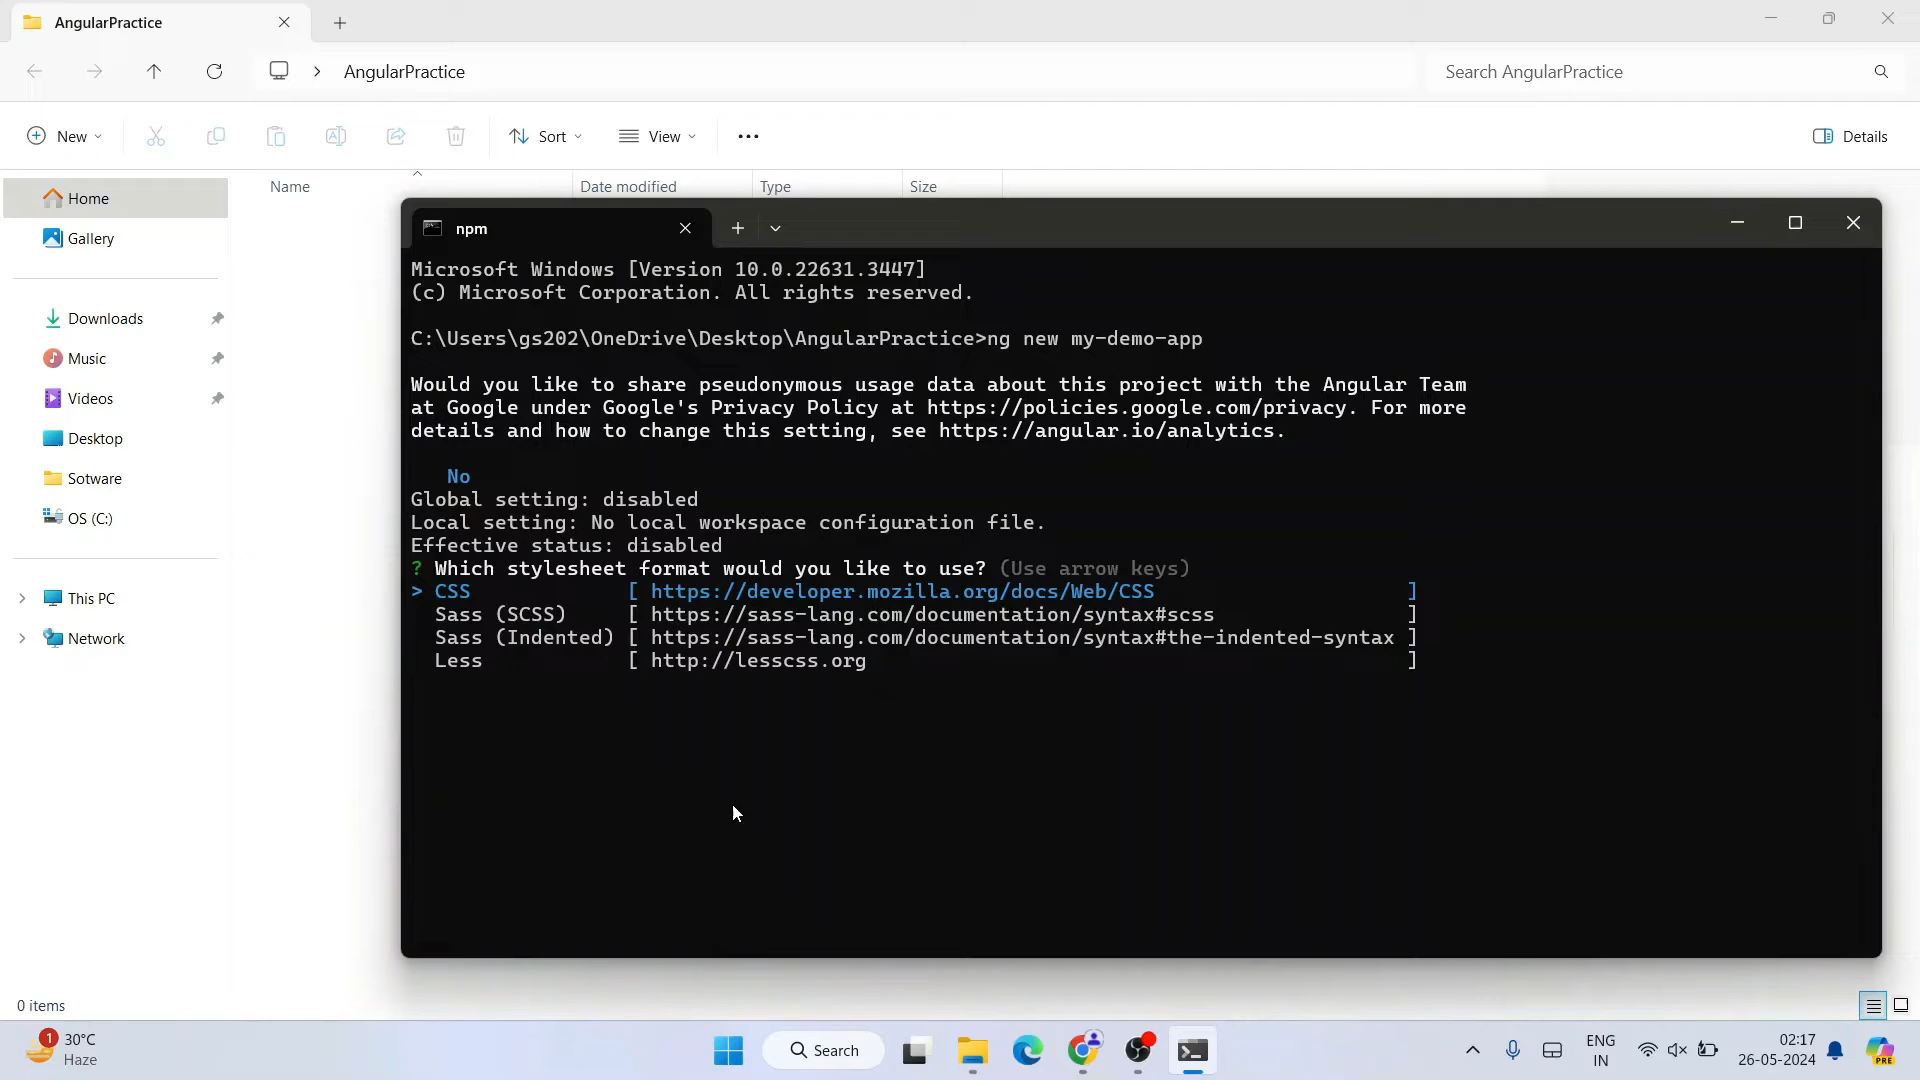 AngularPractice
AngularPractice
Search AngularPractice
New
Sort
View
Details
Name
Date modified
Type
Size
Home
Gallery
Downloads
Music
Videos
Desktop
Sotware
OS (C:)
This PC
Network
npm
Microsoft Windows [Version 10.0.22631.3447]
(c) Microsoft Corporation. All rights reserved.
C:\Users\gs202\OneDrive\Desktop\AngularPractice>ng new my-demo-app
Would you like to share pseudonymous usage data about this project with the Angular Team
at Google under Google's Privacy Policy at https://policies.google.com/privacy. For more
details and how to change this setting, see https://angular.io/analytics.
No
Global setting: disabled
Local setting: No local workspace configuration file.
Effective status: disabled
? Which stylesheet format would you like to use? (Use arrow keys)
> CSS [ https://developer.mozilla.org/docs/Web/CSS ]
Sass (SCSS) [ https://sass-lang.com/documentation/syntax#scss ]
Sass (Indented) [ https://sass-lang.com/documentation/syntax#the-indented-syntax ]
Less [ http://lesscss.org ]
0 items
1
30°C
Haze
Search
ENG
IN
02:17
26-05-2024
PRE